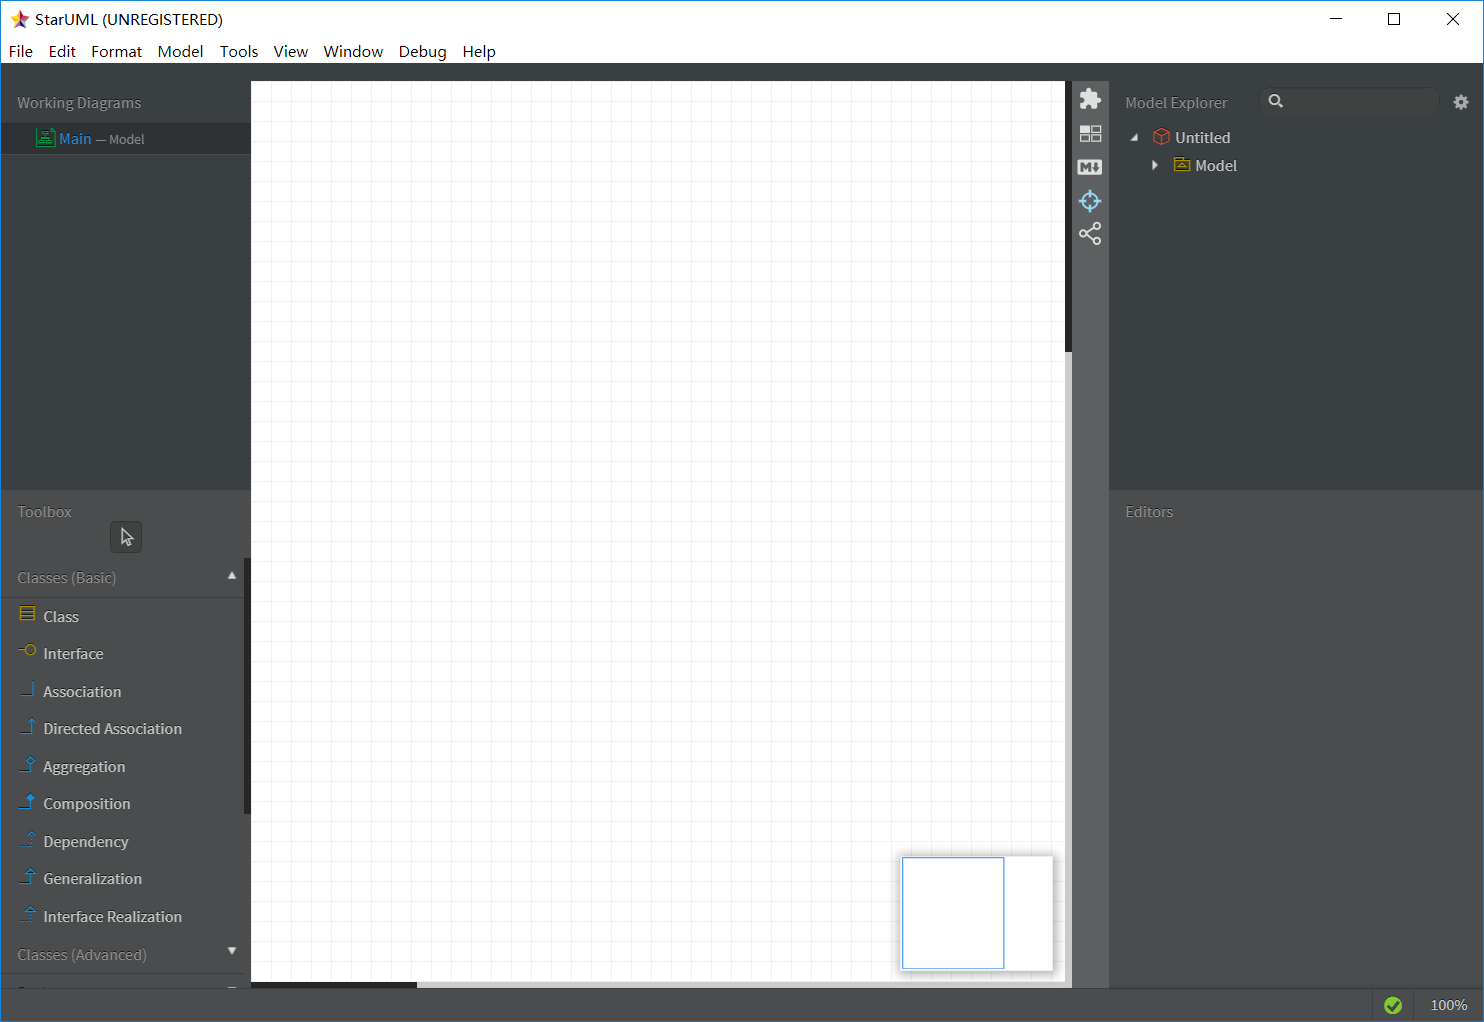 StarUML (UNREGISTERED)
File Edit Format Model Tools View Window Debug Help
Working Diagrams
Main — Model
Toolbox
Classes (Basic)
Class
Interface
Association
Directed Association
Aggregation
Composition
Dependency
Generalization
Interface Realization
Classes (Advanced)
M
Model Explorer
Untitled
Model
Editors
100%